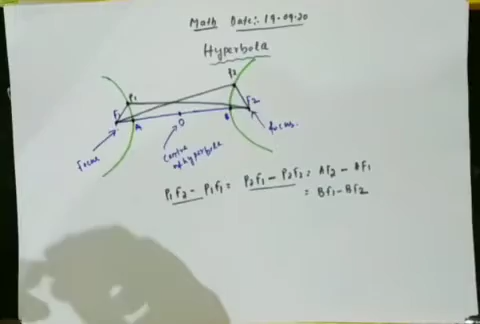 Math Date:- 19-09-20
Hyperbola
P2
P1
F1 F2
A O B
focus
focus.
Centre
of hyperbola
P1F2 - P1F1 = P2F1 - P2F2 = AF2 - AF1
= BF1 - BF2